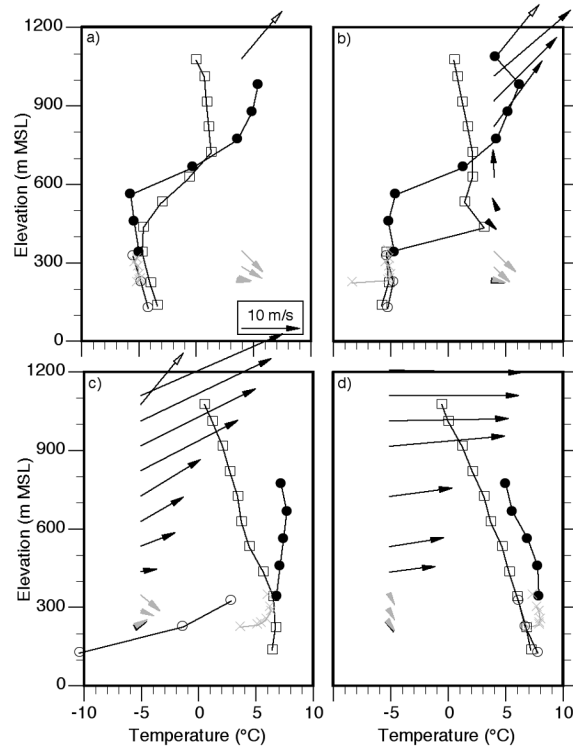 a)
b)
1200
900
600
300
0
Elevation (m MSL)
10 m/s
c)
d)
1200
900
600
300
0
Elevation (m MSL)
-10
-5
0
5
10
-5
0
5
10
Temperature (°C)
Temperature (°C)